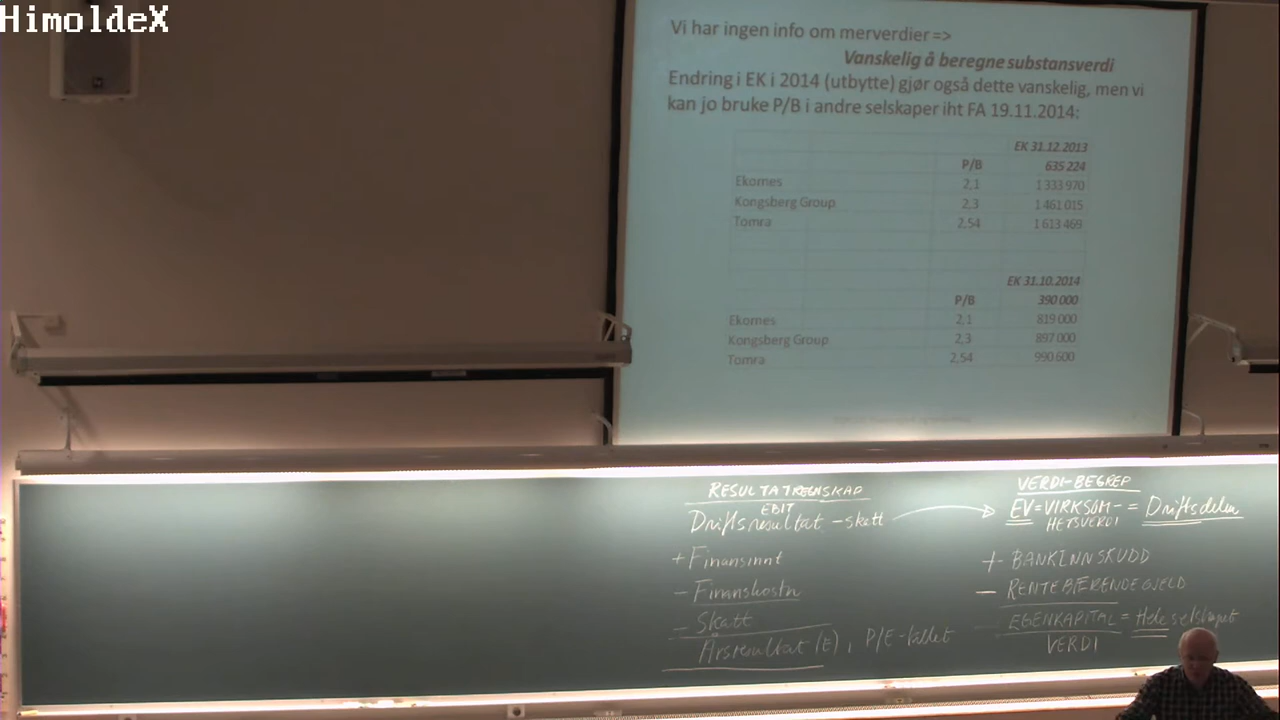 HimoldeX
Vi har ingen info om merverdier =>
Vanskelig å beregne substansverdi
Endring i EK i 2014 (utbytte) gjør også dette vanskelig, men vi
kan jo bruke P/B i andre selskaper iht FA 19.11.2014:
EK 31.12.2013
P/B 635 224
Ekornes 2,1 1 333 970
Kongsberg Group 2,3 1 461 015
Tomra 2,54 1 613 469
EK 31.10.2014
P/B 390 000
Ekornes 2,1 819 000
Kongsberg Group 2,3 897 000
Tomra 2,54 990 600
RESULTATREGNSKAP
EBIT
Driftsresultat - skatt
+ Finansinnt
- Finanskostn
- Skatt
Årsresultat (E), P/E-tallet
VERDI-BEGREP
EV = VIRKSOM- = Driftsdelen
HETSVERDI
+ BANKINNSKUDD
- RENTEBÆRENDE GJELD
EGENKAPITAL = Hele selskapet
VERDI